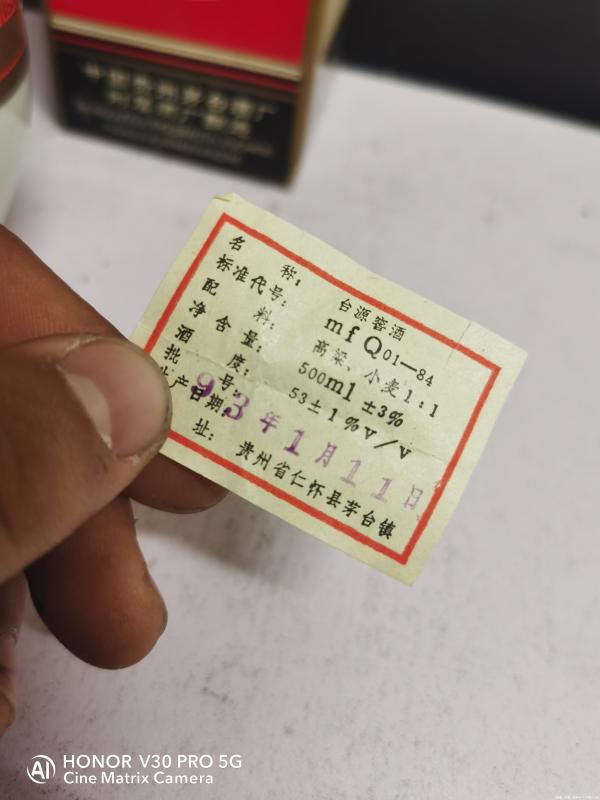 名 称: 台源窖酒
标准代号: mfQ01—84
配 料: 高粱、小麦1:1
净含量: 500ml ±3%
酒 度: 53±1%V/V
批 号:
生产日期: 93年1月11日
址: 贵州省仁怀县茅台镇
HONOR V30 PRO 5G
Cine Matrix Camera